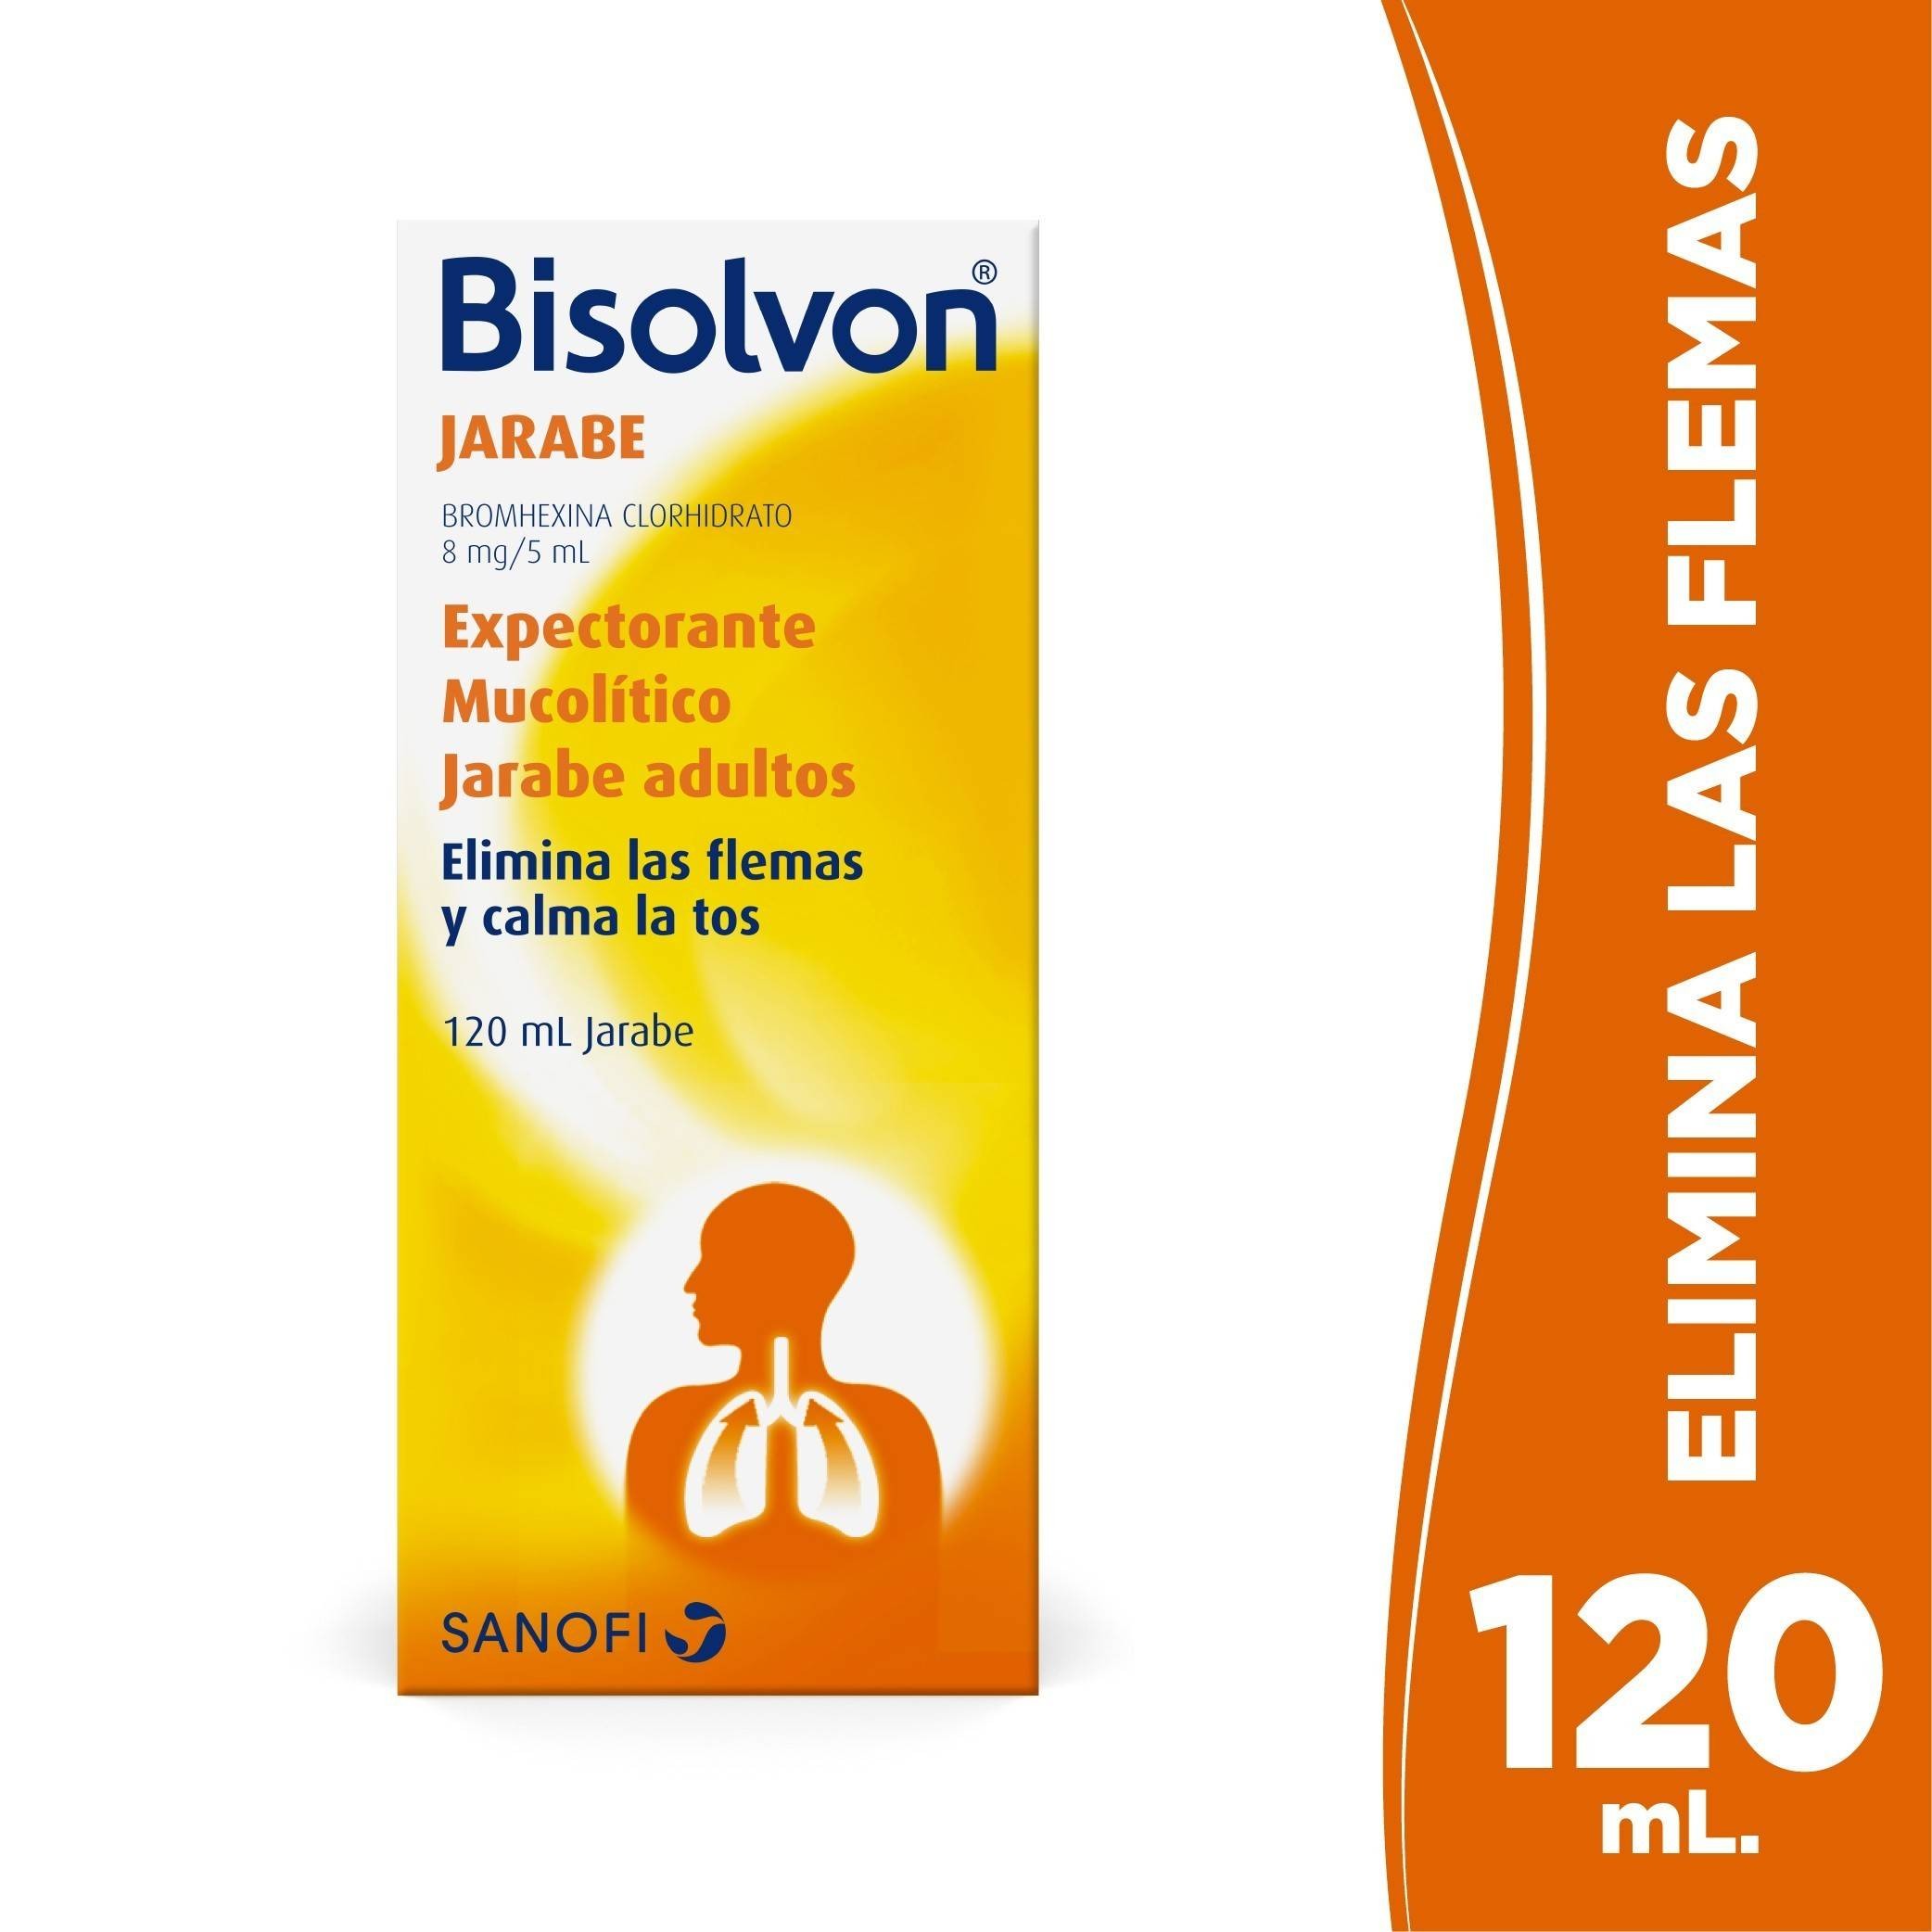 Bisolvon®
JARABE
BROMHEXINA CLORHIDRATO
8 mg/5 mL
Expectorante
Mucolítico
Jarabe adultos
Elimina las flemas
y calma la tos
120 mL Jarabe
SANOFI
ELIMINA LAS FLEMAS
120
mL.